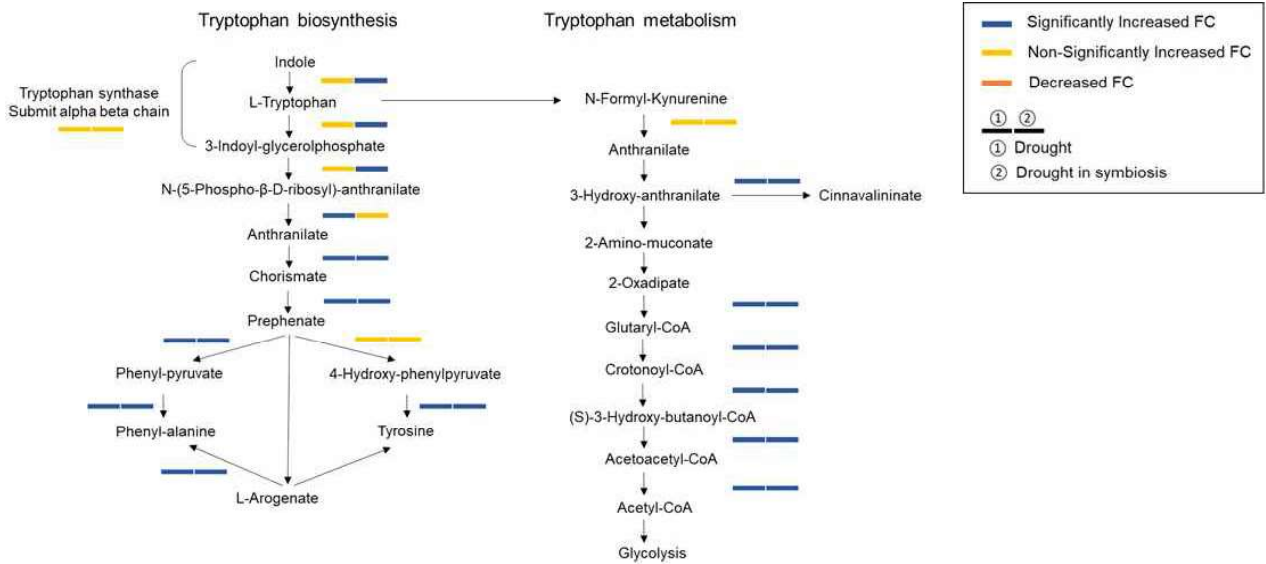 Tryptophan biosynthesis
Indole
L-Tryptophan
Tryptophan synthase
Submit alpha beta chain
3-Indoyl-glycerolphosphate
N-(5-Phospho-β-D-ribosyl)-anthranilate
Anthranilate
Chorismate
Prephenate
Phenyl-pyruvate
4-Hydroxy-phenylpyruvate
Phenyl-alanine
Tyrosine
L-Arogenate
Tryptophan metabolism
N-Formyl-Kynurenine
Anthranilate
3-Hydroxy-anthranilate
Cinnavalininate
2-Amino-muconate
2-Oxadipate
Glutaryl-CoA
Crotonoyl-CoA
(S)-3-Hydroxy-butanoyl-CoA
Acetoacetyl-CoA
Acetyl-CoA
Glycolysis
Significantly Increased FC
Non-Significantly Increased FC
Decreased FC
① ②
① Drought
② Drought in symbiosis